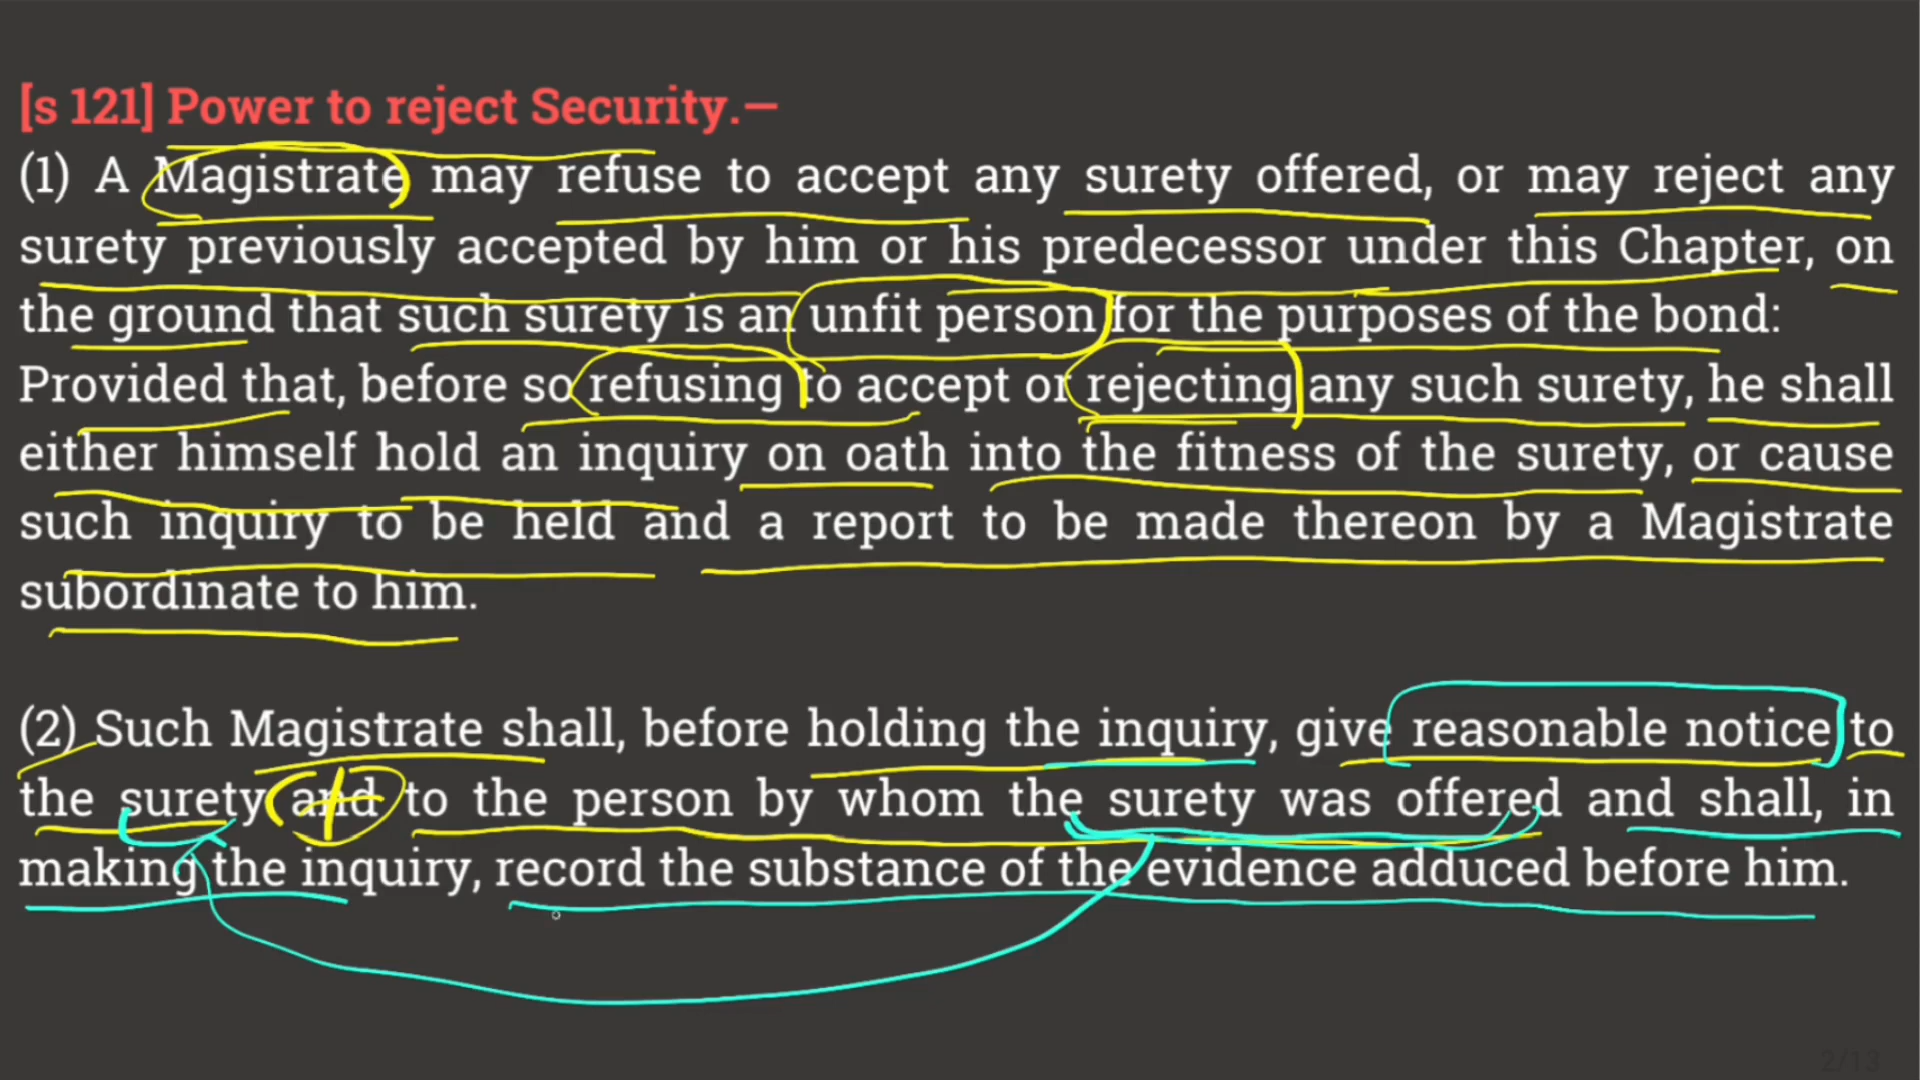 [s 121] Power to reject Security.—
(1) A Magistrate may refuse to accept any surety offered, or may reject any
surety previously accepted by him or his predecessor under this Chapter, on
the ground that such surety is an unfit person for the purposes of the bond:
Provided that, before so refusing to accept or rejecting any such surety, he shall
either himself hold an inquiry on oath into the fitness of the surety, or cause
such inquiry to be held and a report to be made thereon by a Magistrate
subordinate to him.
(2) Such Magistrate shall, before holding the inquiry, give reasonable notice to
the surety and to the person by whom the surety was offered and shall, in
making the inquiry, record the substance of the evidence adduced before him.
2/13